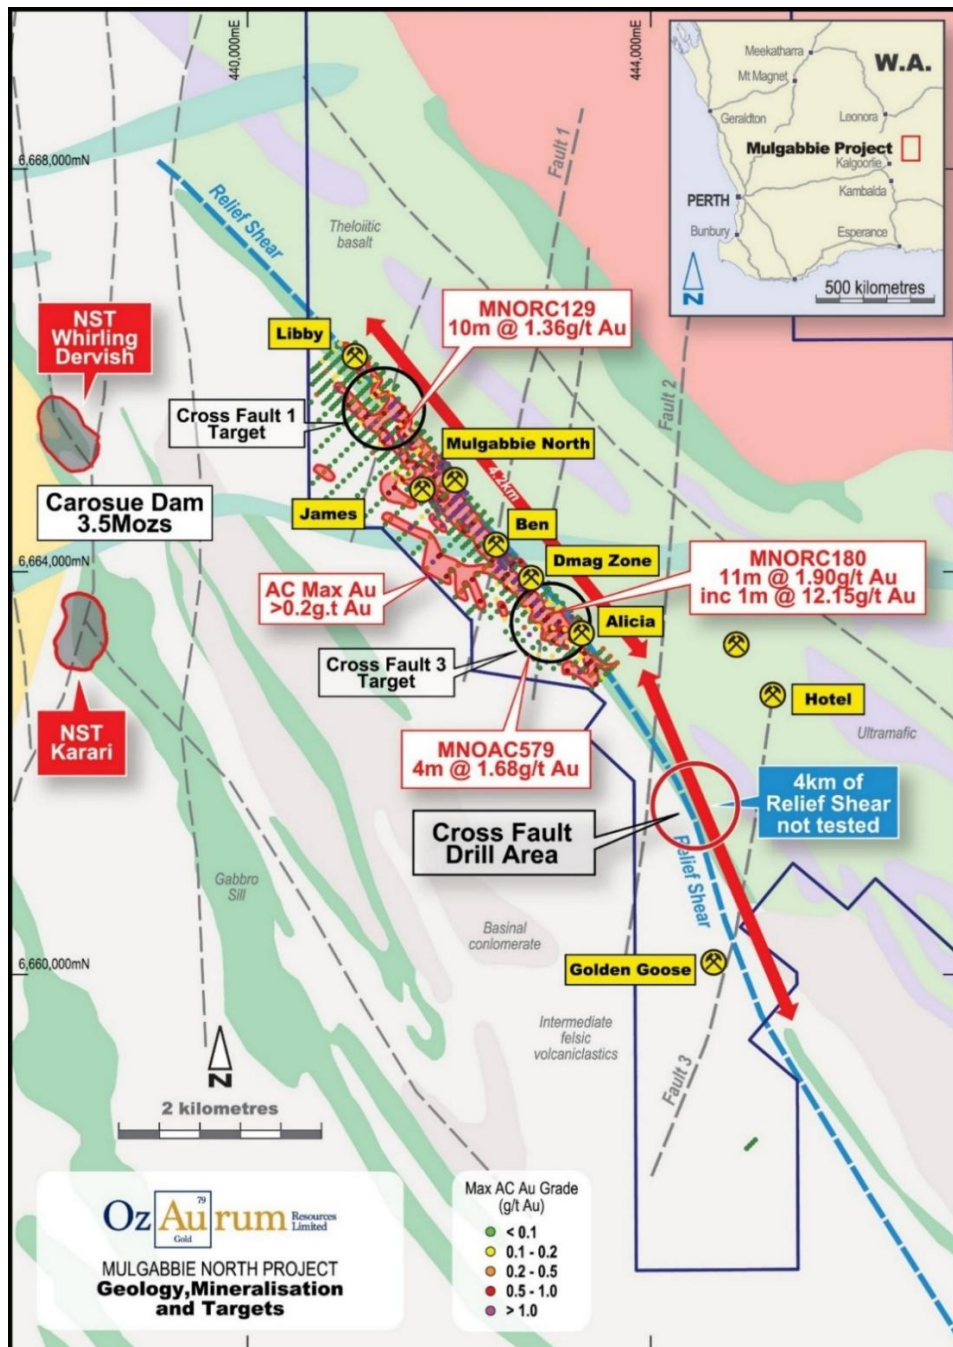 440,000mE
444,000mE
6,668,000mN
6,664,000mN
6,660,000mN
Meekatharra
W.A.
Mt Magnet
Geraldton
Leonora
Mulgabbie Project
Kalgoorlie
Kambalda
PERTH
Bunbury
Esperance
N
500 kilometres
Fault 1
Relief Shear
Theloiitic
basalt
NST
Whirling
Dervish
MNORC129
10m @ 1.36g/t Au
Libby
Fault 2
Cross Fault 1
Target
Mulgabbie North
4.2km
Carosue Dam
3.5Mozs
James
Ben
Dmag Zone
MNORC180
11m @ 1.90g/t Au
inc 1m @ 12.15g/t Au
AC Max Au
>0.2g.t Au
Alicia
Cross Fault 3
Target
NST
Karari
Hotel
Ultramafic
MNOAC579
4m @ 1.68g/t Au
4km of
Relief Shear
not tested
Cross Fault
Drill Area
Relief Shear
Gabbro
Sill
Basinal
conlomerate
Golden Goose
Intermediate
felsic
volcaniclastics
Fault 3
N
2 kilometres
79
Oz Aurum Resources
Limited
Gold
MULGABBIE NORTH PROJECT
Geology,Mineralisation
and Targets
Max AC Au Grade
(g/t Au)
< 0.1
0.1 - 0.2
0.2 - 0.5
0.5 - 1.0
> 1.0